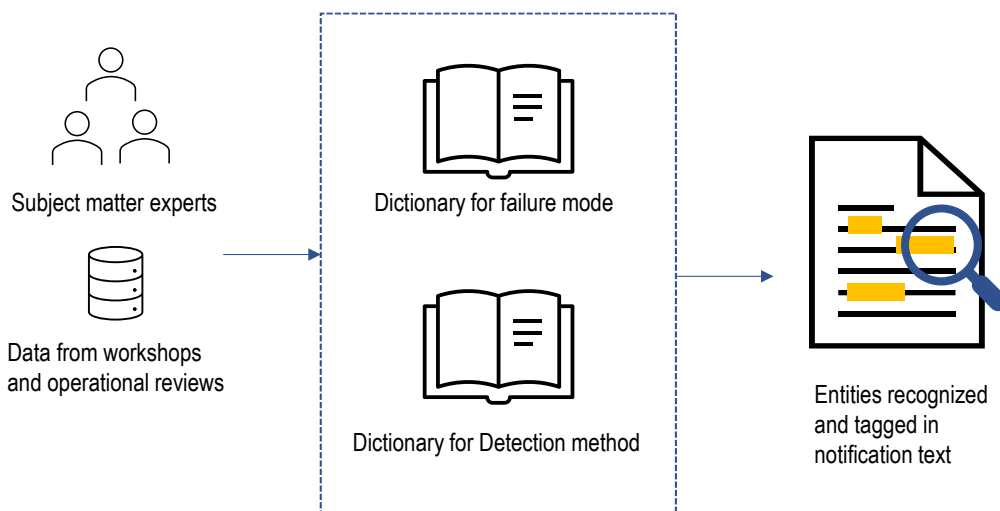 Subject matter experts
Data from workshops
and operational reviews
Dictionary for failure mode
Dictionary for Detection method
Entities recognized
and tagged in
notification text